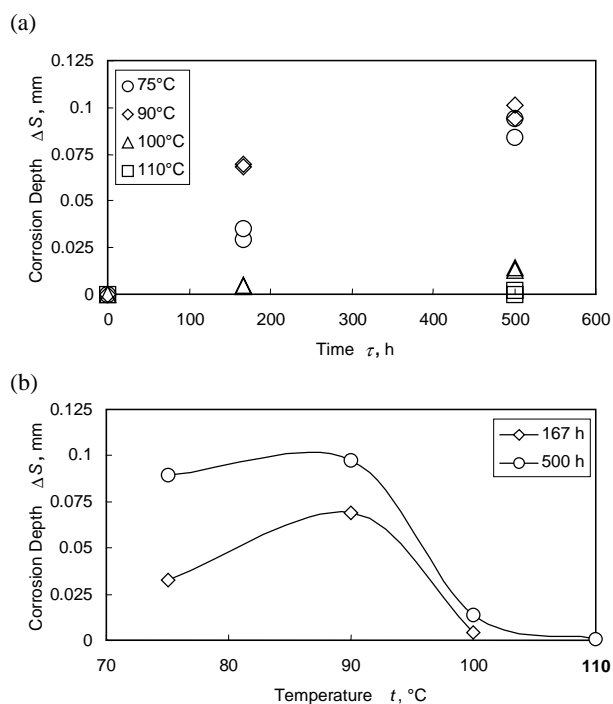 (a)
0.125
0.1
0.075
0.05
0.025
0
Corrosion Depth ΔS, mm
75°C
90°C
100°C
110°C
0 100 200 300 400 500 600
Time τ, h
(b)
0.125
0.1
0.075
0.05
0.025
0
Corrosion Depth ΔS, mm
167 h
500 h
70 80 90 100 110
Temperature t, °C